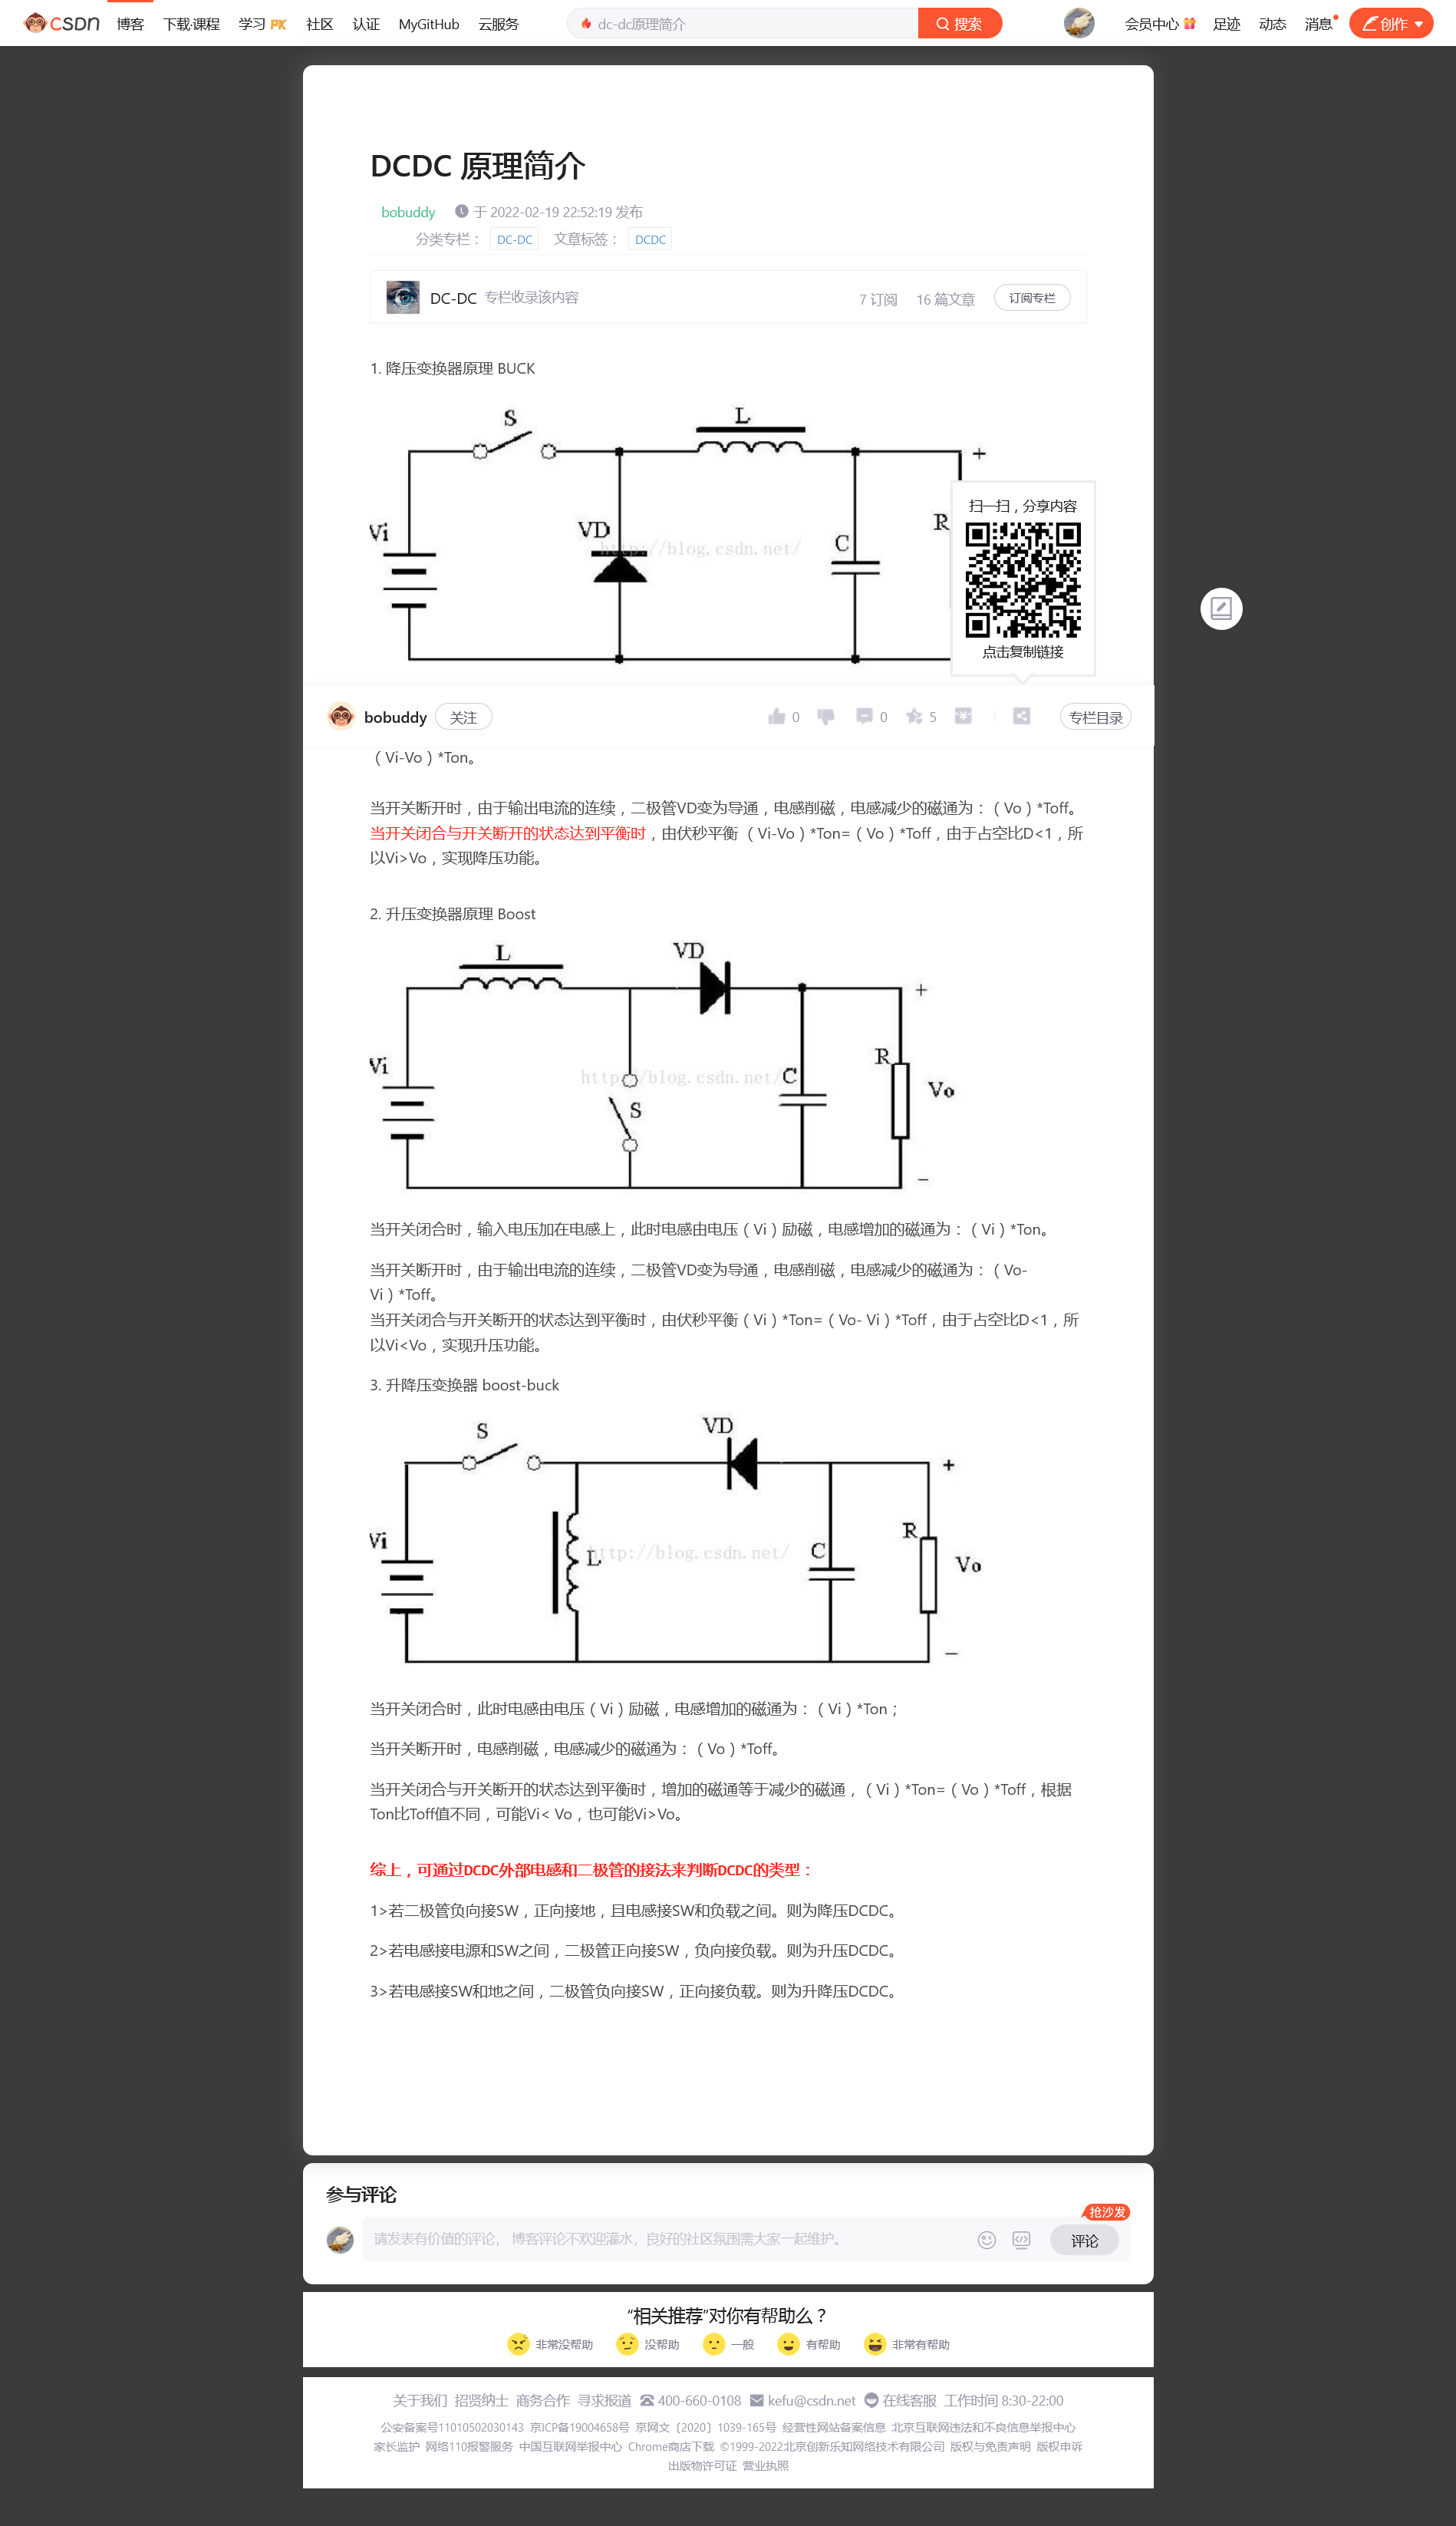 CSDN 博客 下载·课程 学习 PK 社区 认证 MyGitHub 云服务 dc-dc原理简介 搜索 会员中心 足迹 动态 消息 创作
DCDC 原理简介
bobuddy 于 2022-02-19 22:52:19 发布
分类专栏： DC-DC 文章标签： DCDC
DC-DC 专栏收录该内容 7 订阅 16 篇文章 订阅专栏
1. 降压变换器原理 BUCK
S
L
+
Vi
VD
C
R
http://blog.csdn.net/
扫一扫，分享内容
点击复制链接
bobuddy 关注 0 0 5 专栏目录
（Vi-Vo）*Ton。
当开关断开时，由于输出电流的连续，二极管VD变为导通，电感削磁，电感减少的磁通为：（Vo）*Toff。
当开关闭合与开关断开的状态达到平衡时，由伏秒平衡 （Vi-Vo）*Ton=（Vo）*Toff，由于占空比D<1，所
以Vi>Vo，实现降压功能。
2. 升压变换器原理 Boost
L
VD
+
Vi
S
C
R
Vo
http://blog.csdn.net/
−
当开关闭合时，输入电压加在电感上，此时电感由电压（Vi）励磁，电感增加的磁通为：（Vi）*Ton。
当开关断开时，由于输出电流的连续，二极管VD变为导通，电感削磁，电感减少的磁通为：（Vo-
Vi）*Toff。
当开关闭合与开关断开的状态达到平衡时，由伏秒平衡（Vi）*Ton=（Vo- Vi）*Toff，由于占空比D<1，所
以Vi<Vo，实现升压功能。
3. 升降压变换器 boost-buck
S
VD
+
Vi
L
C
R
Vo
http://blog.csdn.net/
−
当开关闭合时，此时电感由电压（Vi）励磁，电感增加的磁通为：（Vi）*Ton；
当开关断开时，电感削磁，电感减少的磁通为：（Vo）*Toff。
当开关闭合与开关断开的状态达到平衡时，增加的磁通等于减少的磁通，（Vi）*Ton=（Vo）*Toff，根据
Ton比Toff值不同，可能Vi< Vo，也可能Vi>Vo。
综上，可通过DCDC外部电感和二极管的接法来判断DCDC的类型：
1>若二极管负向接SW，正向接地，且电感接SW和负载之间。则为降压DCDC。
2>若电感接电源和SW之间，二极管正向接SW，负向接负载。则为升压DCDC。
3>若电感接SW和地之间，二极管负向接SW，正向接负载。则为升降压DCDC。
参与评论
抢沙发
请发表有价值的评论， 博客评论不欢迎灌水，良好的社区氛围需大家一起维护。 评论
“相关推荐”对你有帮助么？
非常没帮助 没帮助 一般 有帮助 非常有帮助
关于我们 招贤纳士 商务合作 寻求报道 400-660-0108 kefu@csdn.net 在线客服 工作时间 8:30-22:00
公安备案号11010502030143 京ICP备19004658号 京网文〔2020〕1039-165号 经营性网站备案信息 北京互联网违法和不良信息举报中心
家长监护 网络110报警服务 中国互联网举报中心 Chrome商店下载 ©1999-2022北京创新乐知网络技术有限公司 版权与免责声明 版权申诉
出版物许可证 营业执照